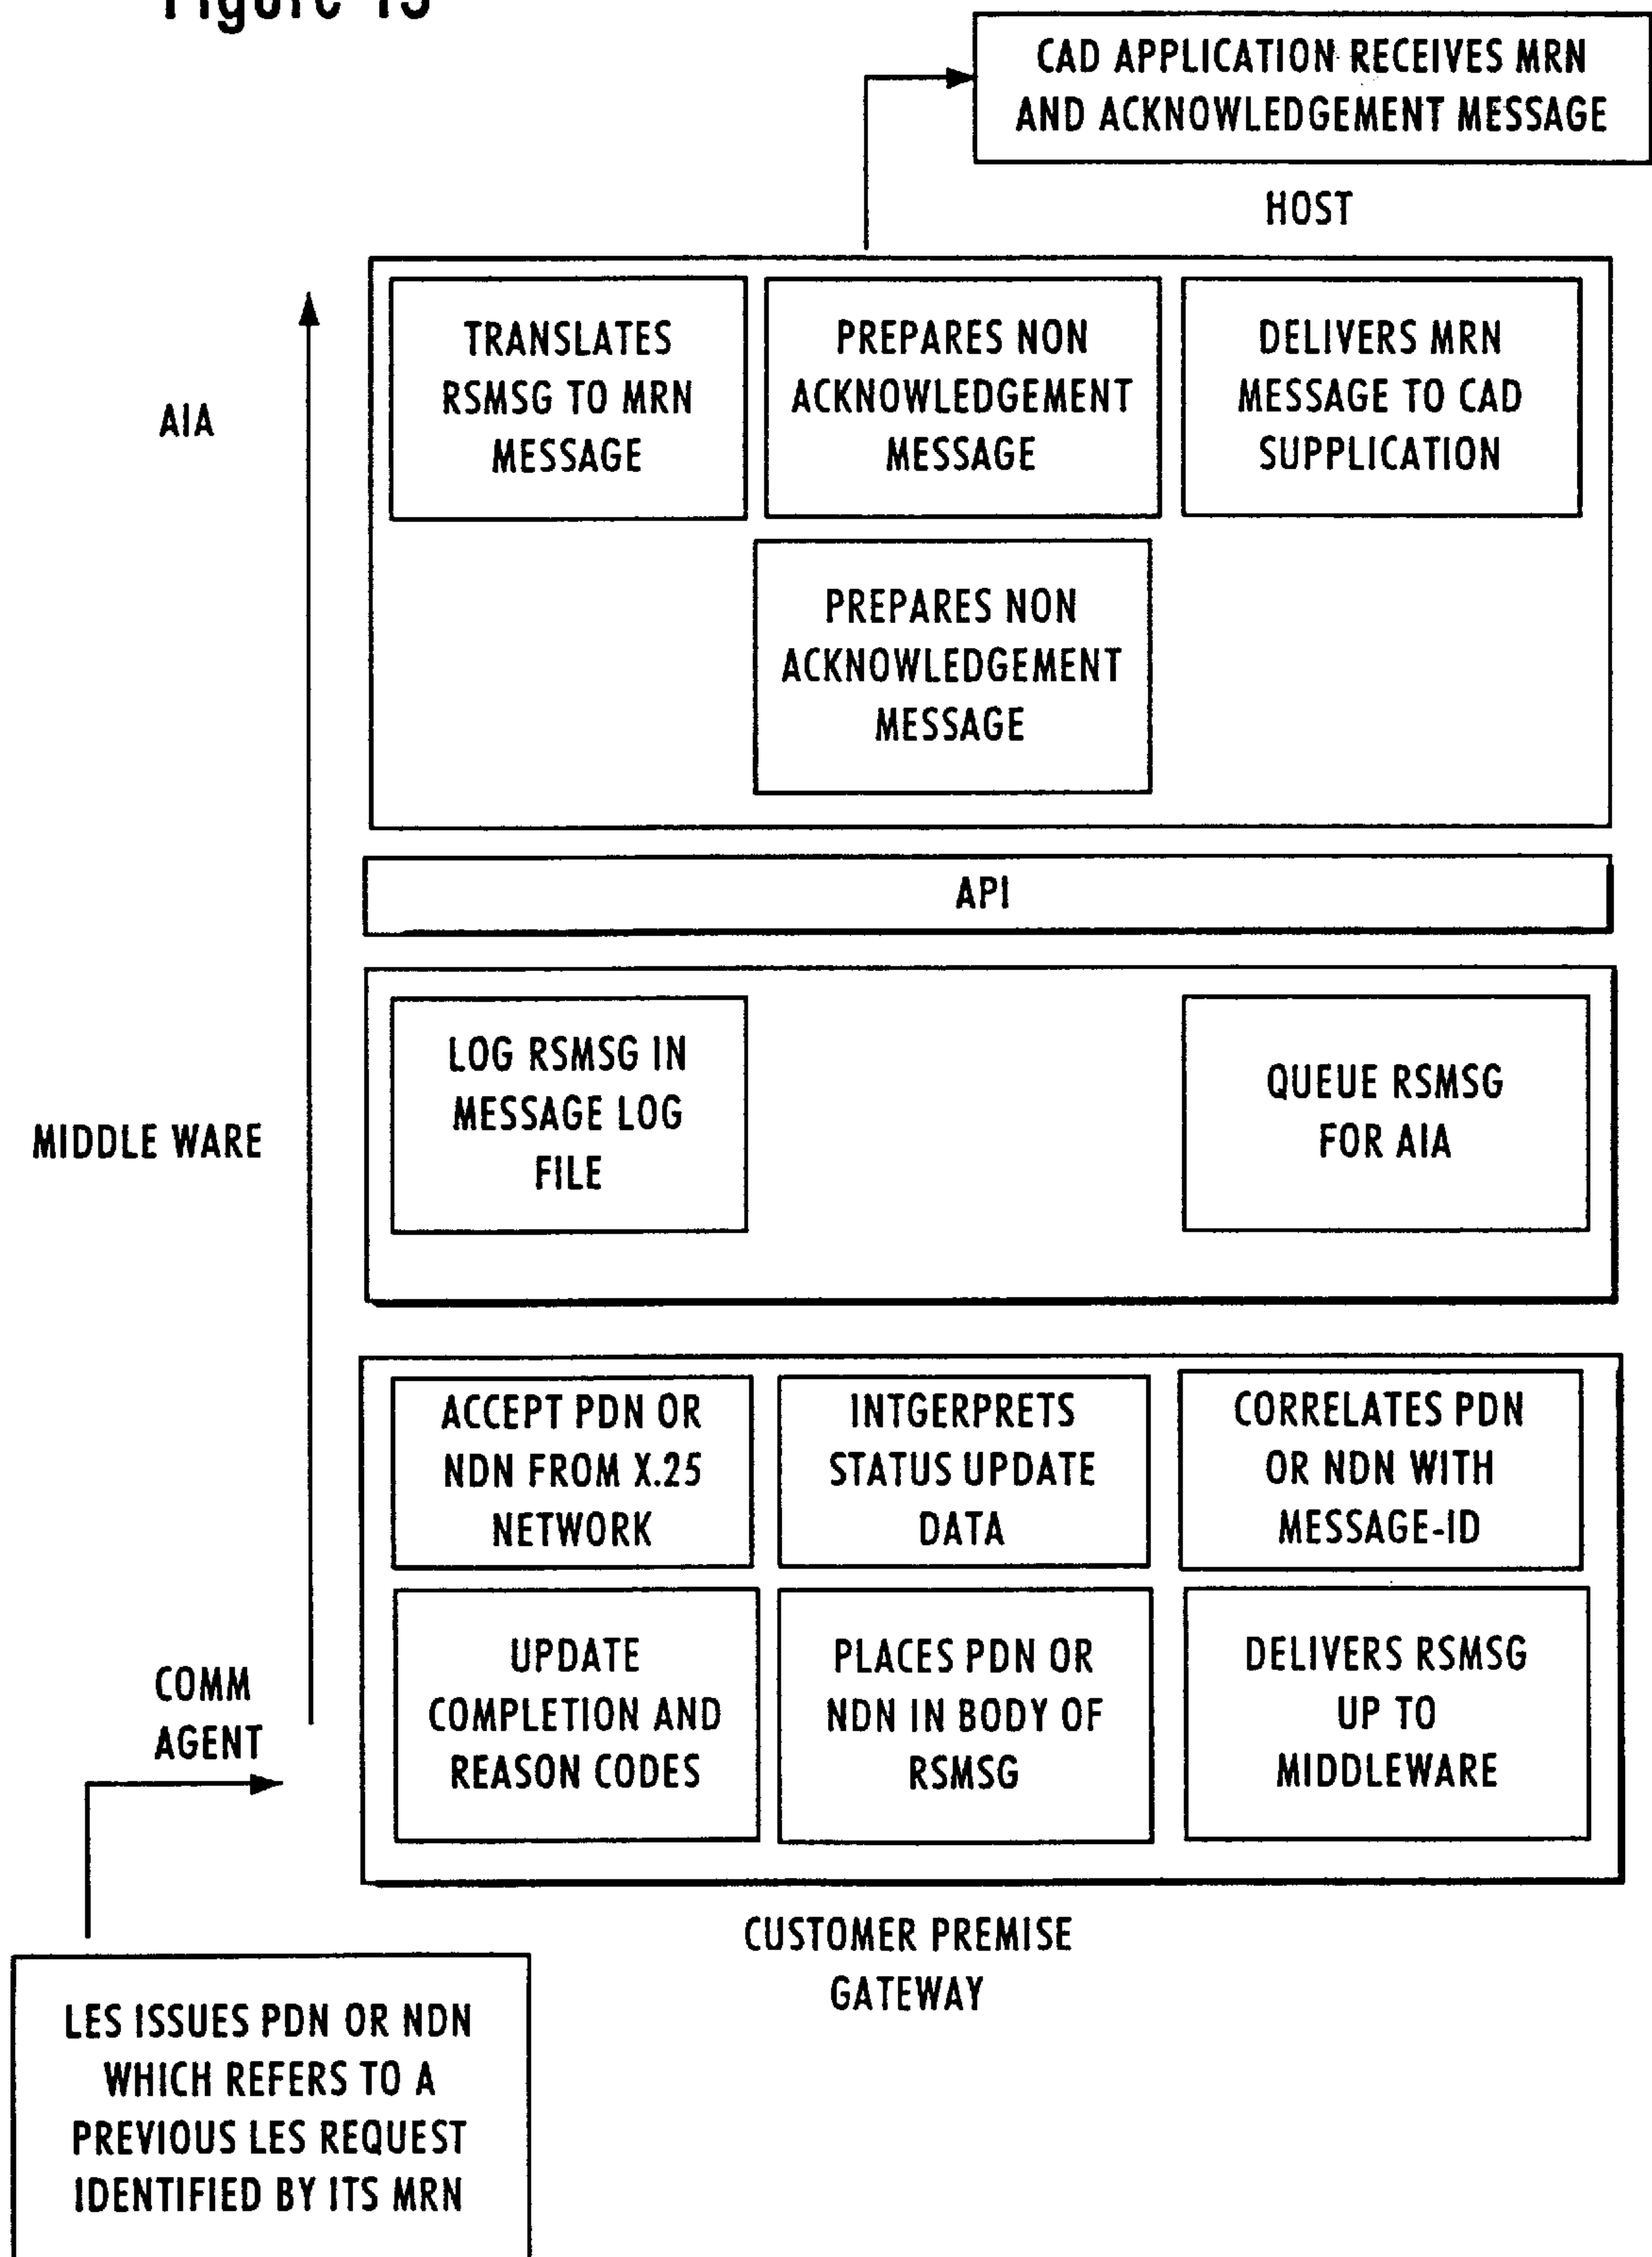 Figure 15
CAD APPLICATION RECEIVES MRN
AND ACKNOWLEDGEMENT MESSAGE
HOST
AIA
TRANSLATES
RSMSG TO MRN
MESSAGE
PREPARES NON
ACKNOWLEDGEMENT
MESSAGE
DELIVERS MRN
MESSAGE TO CAD
SUPPLICATION
PREPARES NON
ACKNOWLEDGEMENT
MESSAGE
API
MIDDLE WARE
LOG RSMSG IN
MESSAGE LOG
FILE
QUEUE RSMSG
FOR AIA
ACCEPT PDN OR
NDN FROM X.25
NETWORK
INTGERPRETS
STATUS UPDATE
DATA
CORRELATES PDN
OR NDN WITH
MESSAGE-ID
COMM
AGENT
UPDATE
COMPLETION AND
REASON CODES
PLACES PDN OR
NDN IN BODY OF
RSMSG
DELIVERS RSMSG
UP TO
MIDDLEWARE
CUSTOMER PREMISE
GATEWAY
LES ISSUES PDN OR NDN
WHICH REFERS TO A
PREVIOUS LES REQUEST
IDENTIFIED BY ITS MRN